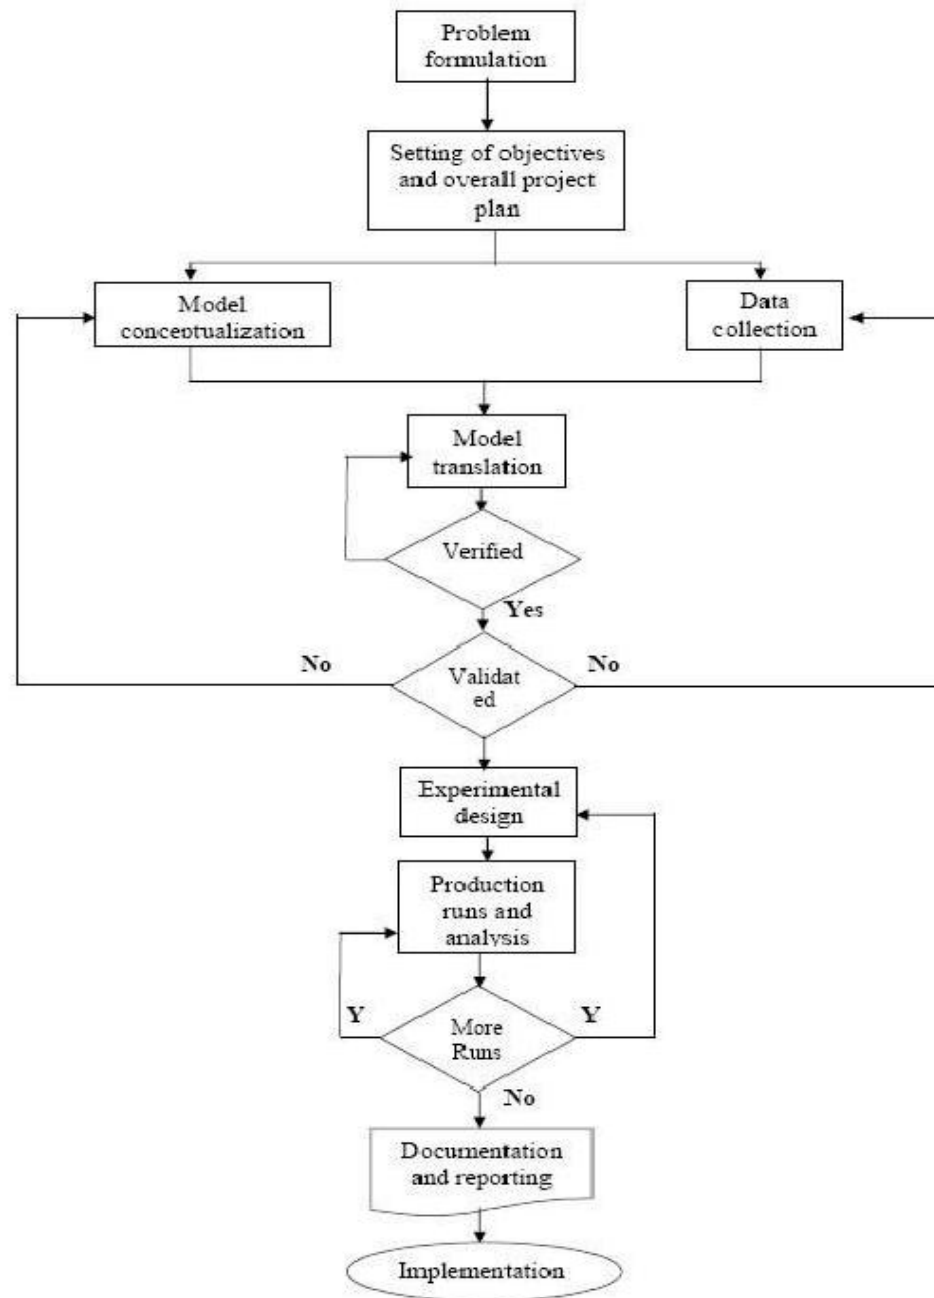 Problem
formulation
Setting of objectives
and overall project
plan
Model
conceptualization
Data
collection
Model
translation
Verified
Yes
No
Validat
ed
No
Experimental
design
Production
runs and
analysis
Y
More
Runs
Y
No
Documentation
and reporting
Implementation